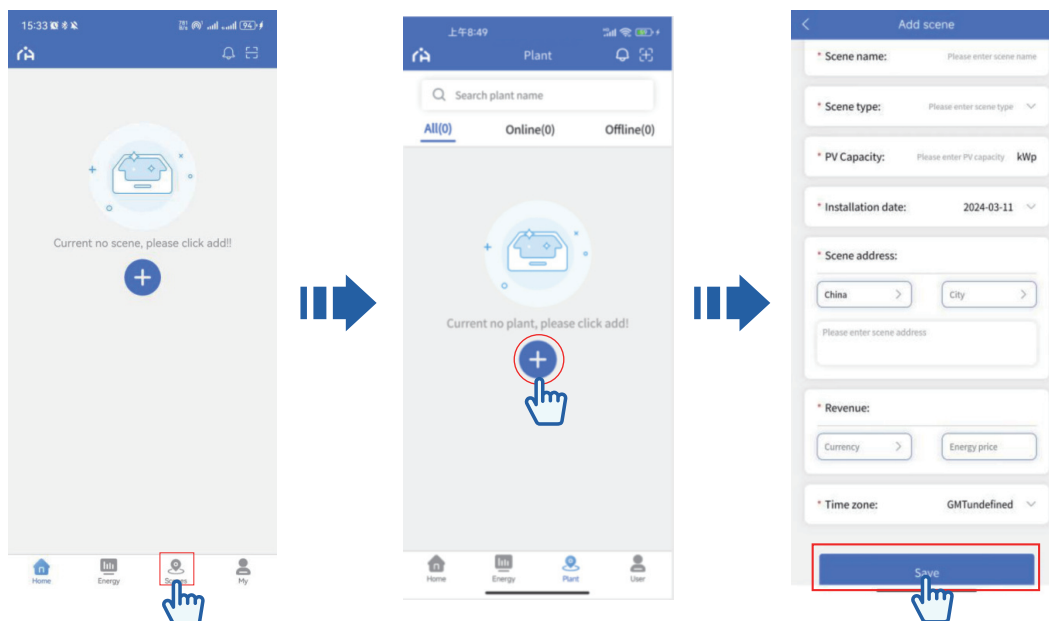 15:33
94
Current no scene, please click add!!
Home
Energy
My
上午8:49
Plant
Search plant name
All(0)
Online(0)
Offline(0)
Current no plant, please click add!
Home
Energy
Plant
User
Add scene
* Scene name:
Please enter scene name
* Scene type:
Please enter scene type
* PV Capacity:
Please enter PV capacity
kWp
* Installation date:
2024-03-11
* Scene address:
China
City
Please enter scene address
* Revenue:
Currency
Energy price
* Time zone:
GMTundefined
Save